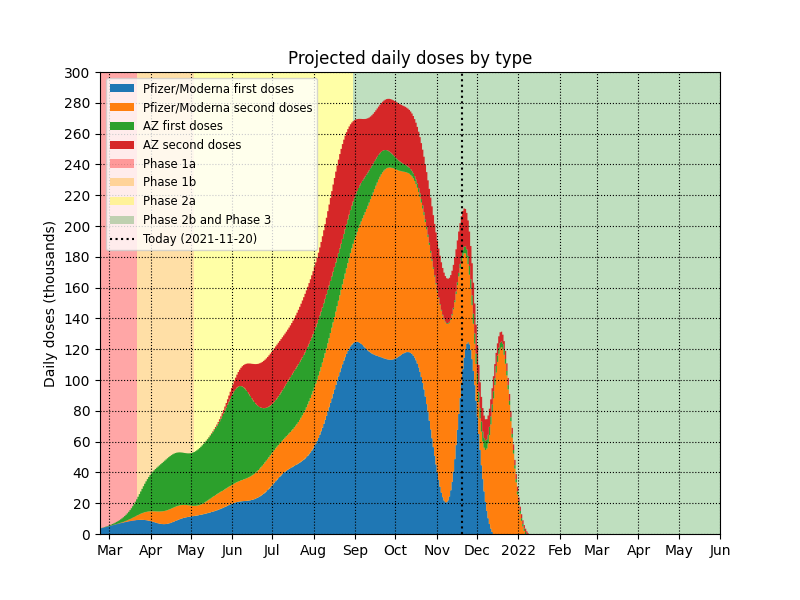 Projected daily doses by type
Daily doses (thousands)
300
280
260
240
220
200
180
160
140
120
100
80
60
40
20
0
Pfizer/Moderna first doses
Pfizer/Moderna second doses
AZ first doses
AZ second doses
Phase 1a
Phase 1b
Phase 2a
Phase 2b and Phase 3
Today (2021-11-20)
Mar Apr May Jun Jul Aug Sep Oct Nov Dec 2022 Feb Mar Apr May Jun